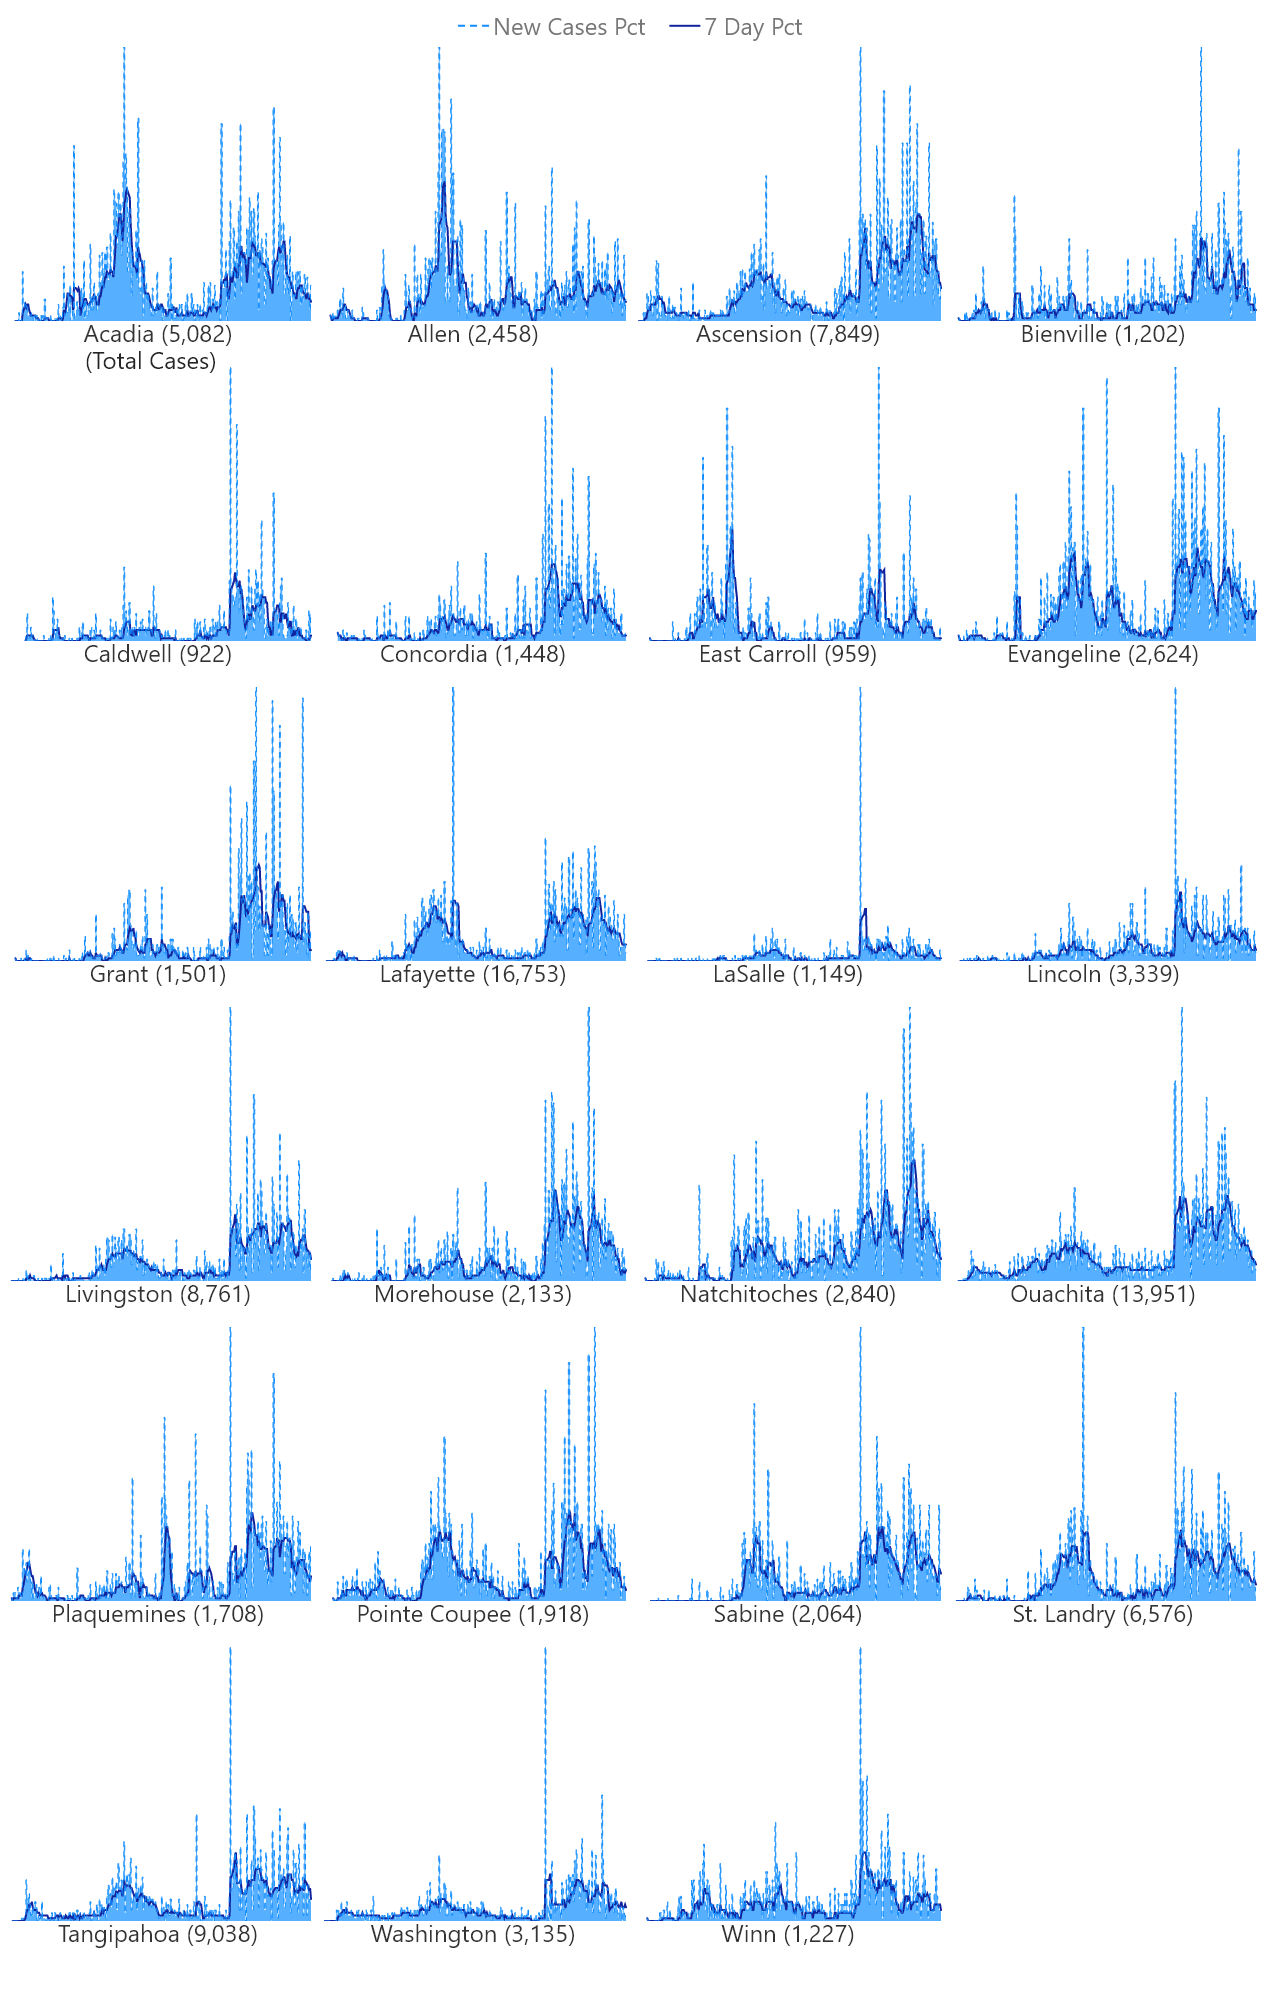 New Cases Pct 7 Day Pct
Acadia (5,082) Allen (2,458) Ascension (7,849) Bienville (1,202)
(Total Cases)
Caldwell (922) Concordia (1,448) East Carroll (959) Evangeline (2,624)
Grant (1,501) Lafayette (16,753) LaSalle (1,149) Lincoln (3,339)
Livingston (8,761) Morehouse (2,133) Natchitoches (2,840) Ouachita (13,951)
Plaquemines (1,708) Pointe Coupee (1,918) Sabine (2,064) St. Landry (6,576)
Tangipahoa (9,038) Washington (3,135) Winn (1,227)